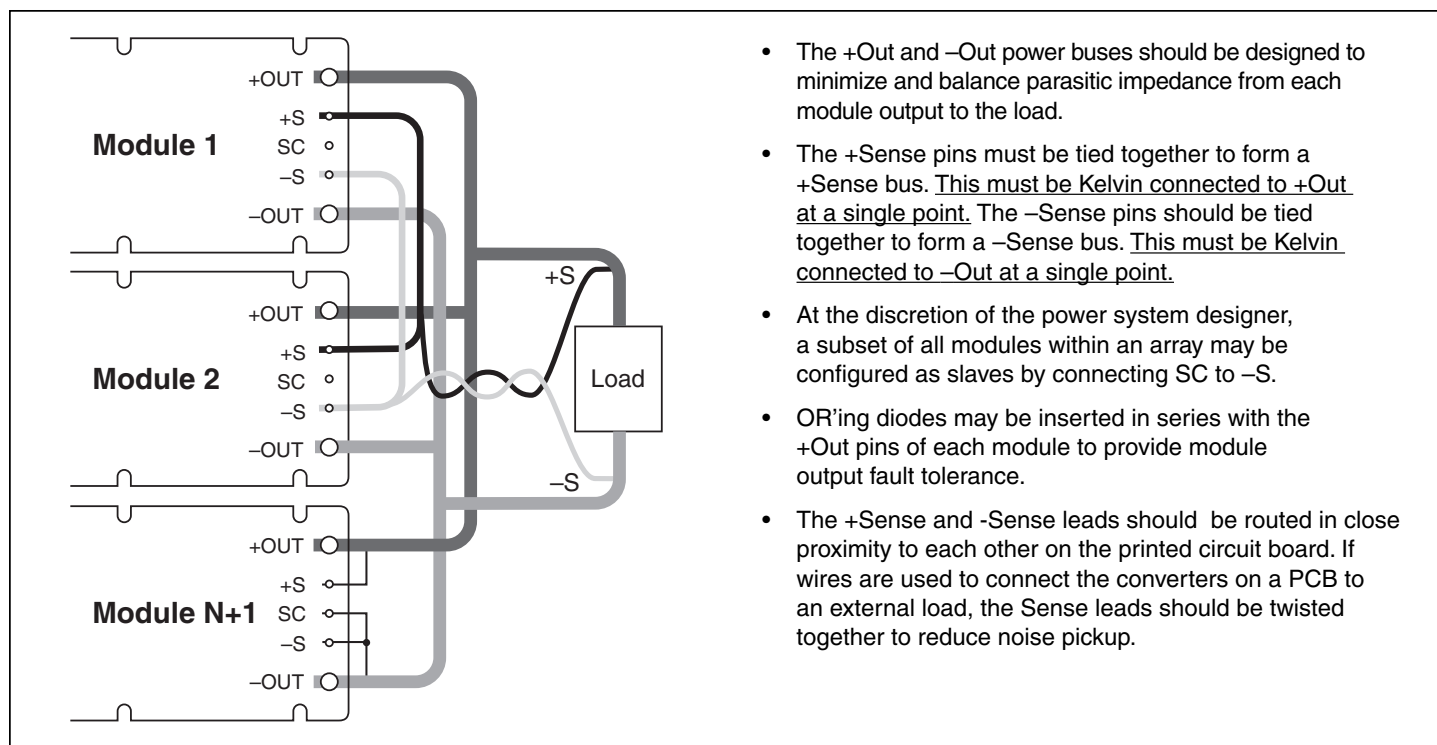 +OUT
+S
Module 1
SC
–S
–OUT
+OUT
+S
Module 2
SC
–S
–OUT
+OUT
+S
Module N+1
SC
–S
–OUT
+S
Load
–S
• The +Out and –Out power buses should be designed to
minimize and balance parasitic impedance from each
module output to the load.
• The +Sense pins must be tied together to form a
+Sense bus. This must be Kelvin connected to +Out
at a single point. The –Sense pins should be tied
together to form a –Sense bus. This must be Kelvin
connected to –Out at a single point.
• At the discretion of the power system designer,
a subset of all modules within an array may be
configured as slaves by connecting SC to –S.
• OR'ing diodes may be inserted in series with the
+Out pins of each module to provide module
output fault tolerance.
• The +Sense and -Sense leads should be routed in close
proximity to each other on the printed circuit board. If
wires are used to connect the converters on a PCB to
an external load, the Sense leads should be twisted
together to reduce noise pickup.